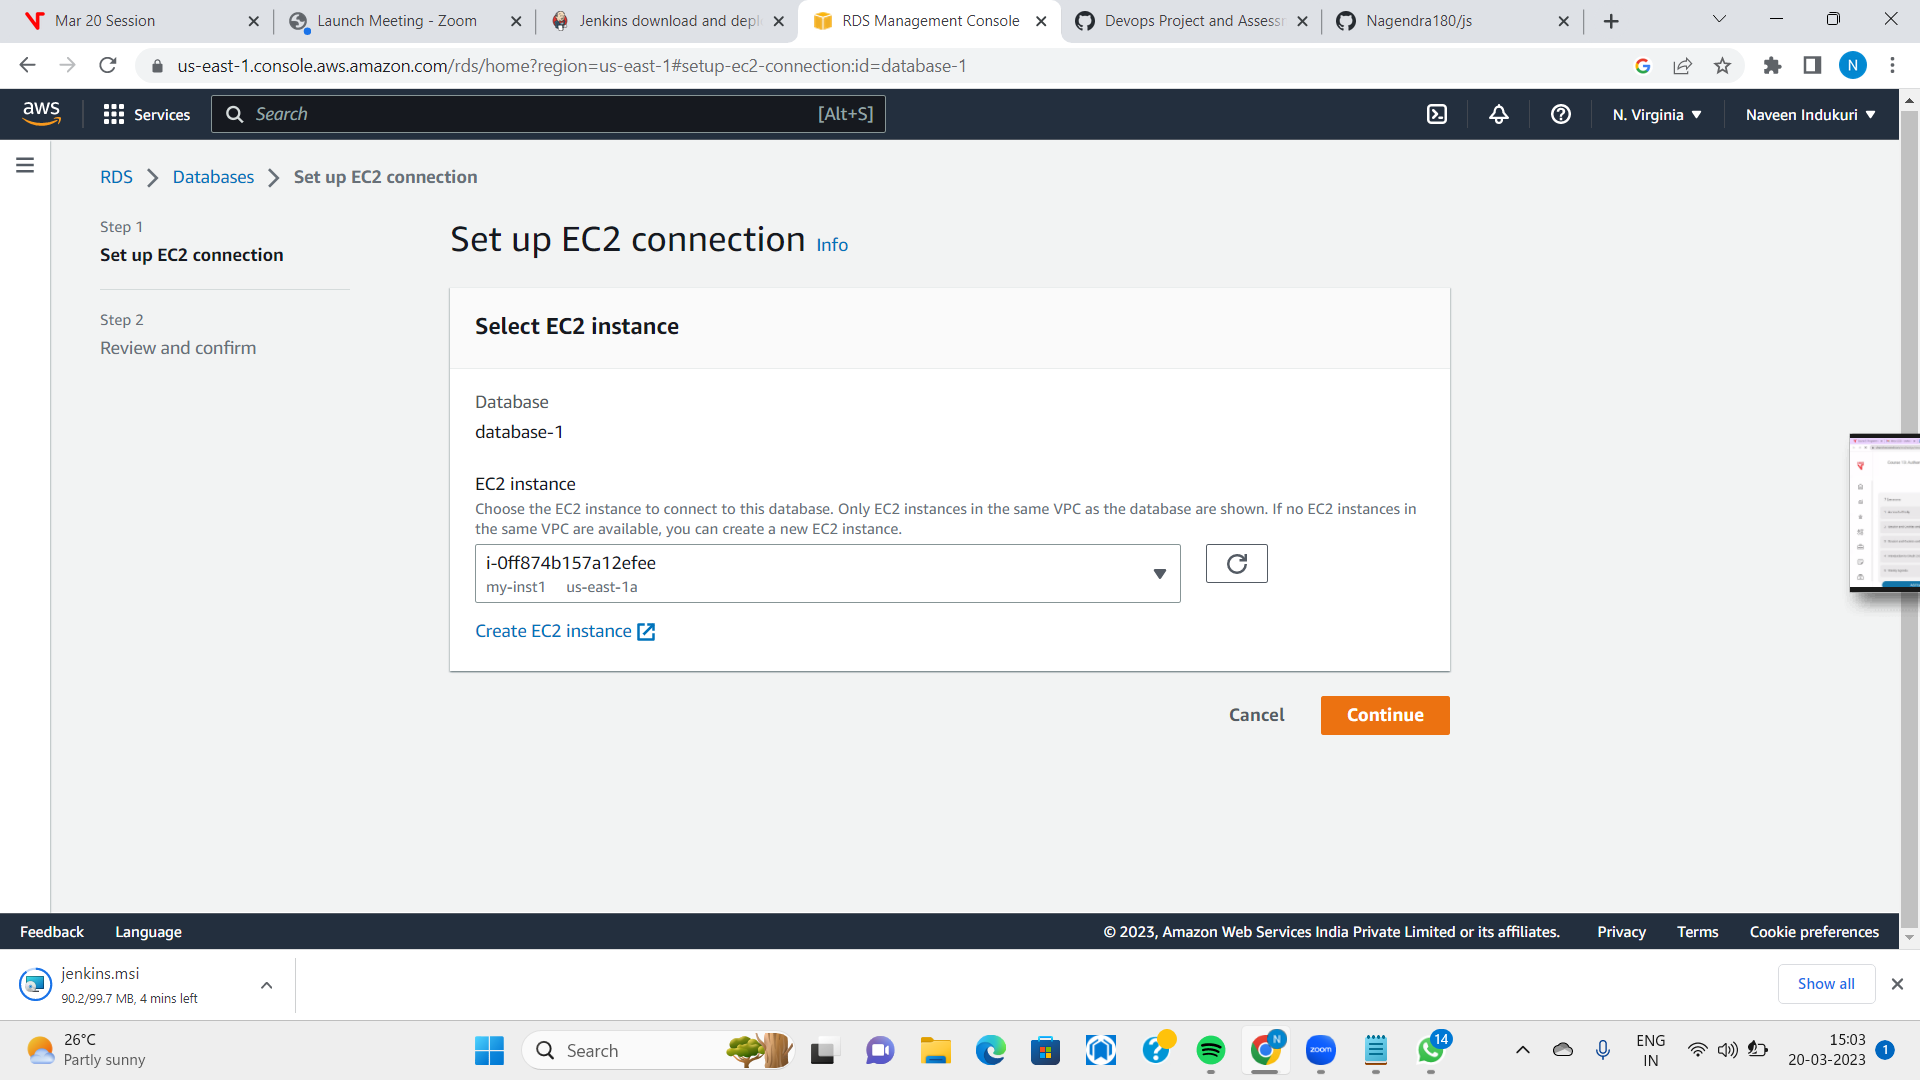 Mar 20 Session
Launch Meeting - Zoom
Jenkins download and depl
RDS Management Console
Devops Project and Assess
Nagendra180/js
us-east-1.console.aws.amazon.com/rds/home?region=us-east-1#setup-ec2-connection:id=database-1
N
aws
Services
Search
[Alt+S]
N. Virginia
Naveen Indukuri
RDS
Databases
Set up EC2 connection
Step 1
Set up EC2 connection
Step 2
Review and confirm
Set up EC2 connection Info
Select EC2 instance
Database
database-1
EC2 instance
Choose the EC2 instance to connect to this database. Only EC2 instances in the same VPC as the database are shown. If no EC2 instances in
the same VPC are available, you can create a new EC2 instance.
i-0ff874b157a12efee
my-inst1 us-east-1a
Create EC2 instance
Cancel
Continue
Feedback
Language
© 2023, Amazon Web Services India Private Limited or its affiliates.
Privacy
Terms
Cookie preferences
jenkins.msi
90.2/99.7 MB, 4 mins left
Show all
26°C
Partly sunny
Search
N
zoom
14
ENG
IN
15:03
20-03-2023
1